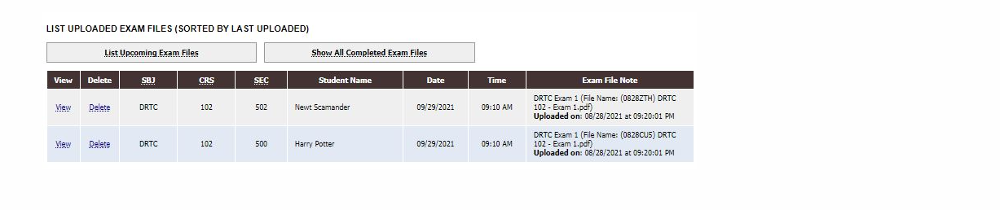 LIST UPLOADED EXAM FILES (SORTED BY LAST UPLOADED)
List Upcoming Exam Files Show All Completed Exam Files
View Delete SBJ CRS SEC Student Name Date Time Exam File Note
View Delete DRTC 102 502 Newt Scamander 09/29/2021 09:10 AM DRTC Exam 1 (File Name: (0828ZTH) DRTC
102 - Exam 1.pdf)
Uploaded on: 08/28/2021 at 09:20:01 PM
View Delete DRTC 102 500 Harry Potter 09/29/2021 09:10 AM DRTC Exam 1 (File Name: (0828CU5) DRTC
102 - Exam 1.pdf)
Uploaded on: 08/28/2021 at 09:20:01 PM